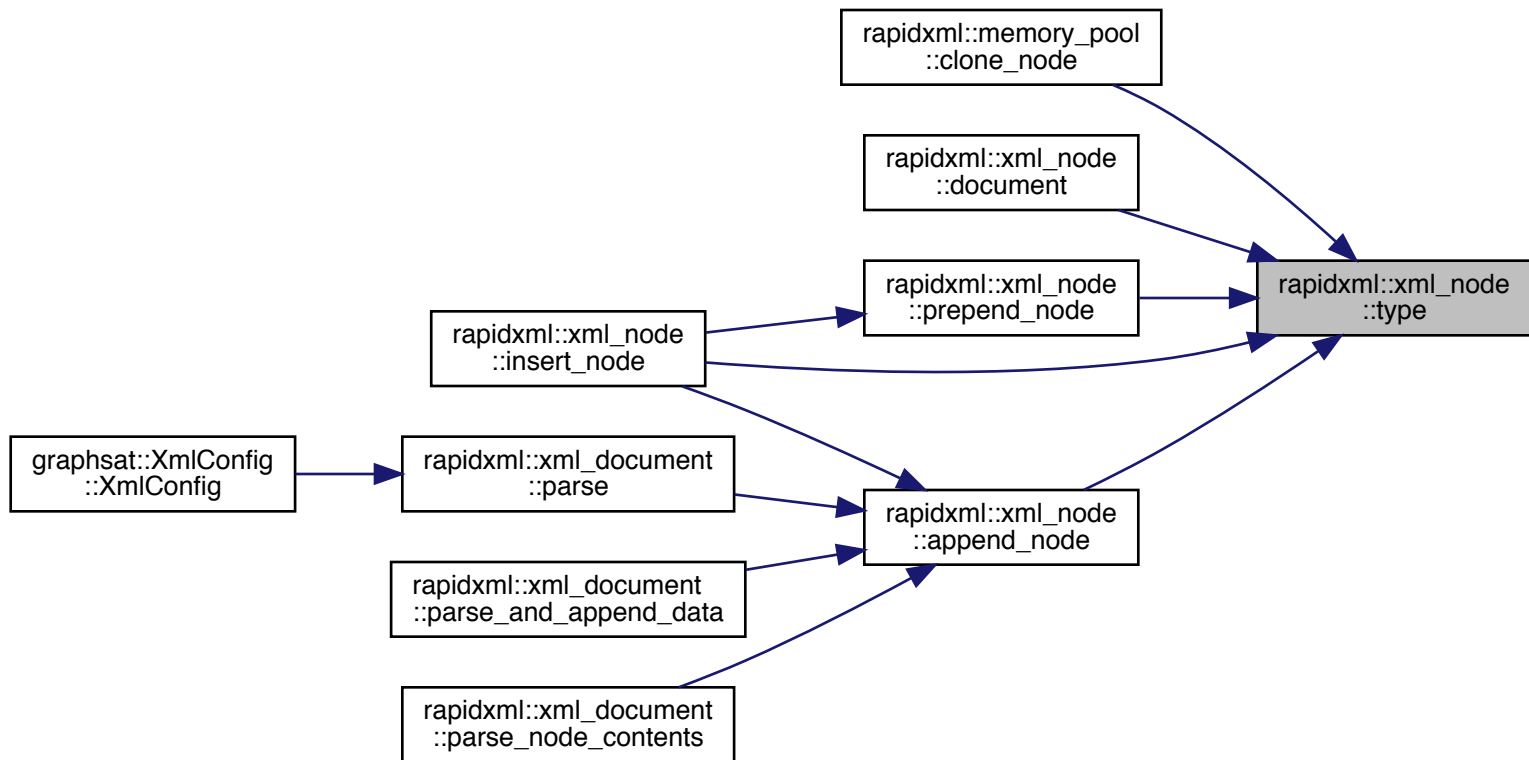 rapidxml::memory_pool
::clone_node
rapidxml::xml_node
::document
rapidxml::xml_node
::prepend_node
rapidxml::xml_node
::type
rapidxml::xml_node
::insert_node
graphsat::XmlConfig
::XmlConfig
rapidxml::xml_document
::parse
rapidxml::xml_node
::append_node
rapidxml::xml_document
::parse_and_append_data
rapidxml::xml_document
::parse_node_contents